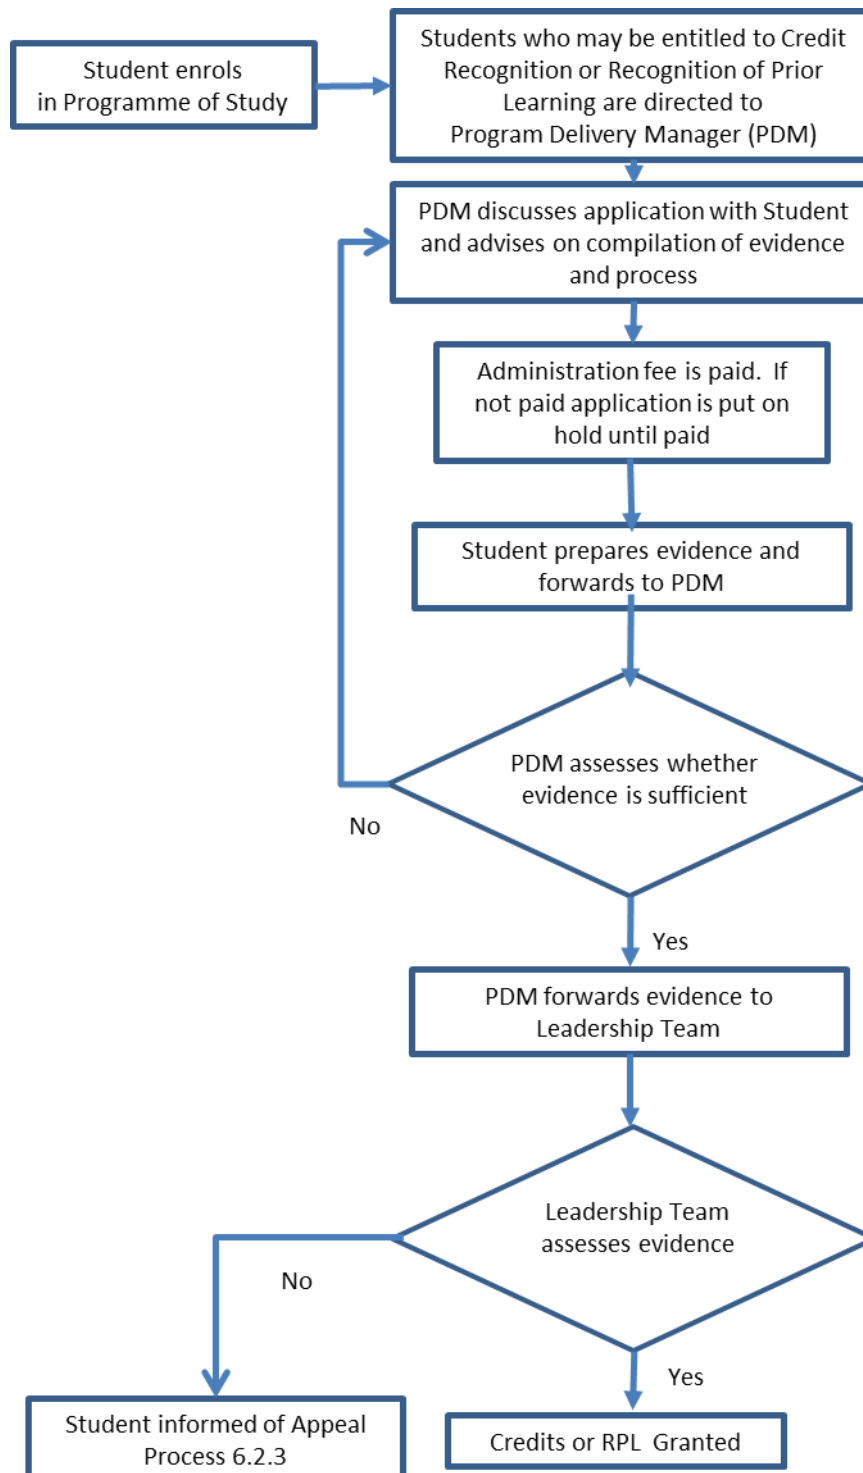 Student enrols
in Programme of Study
Students who may be entitled to Credit
Recognition or Recognition of Prior
Learning are directed to
Program Delivery Manager (PDM)
PDM discusses application with Student
and advises on compilation of evidence
and process
Administration fee is paid. If
not paid application is put on
hold until paid
Student prepares evidence and
forwards to PDM
PDM assesses whether
evidence is sufficient
No
Yes
PDM forwards evidence to
Leadership Team
Leadership Team
assesses evidence
No
Yes
Student informed of Appeal
Process 6.2.3
Credits or RPL Granted